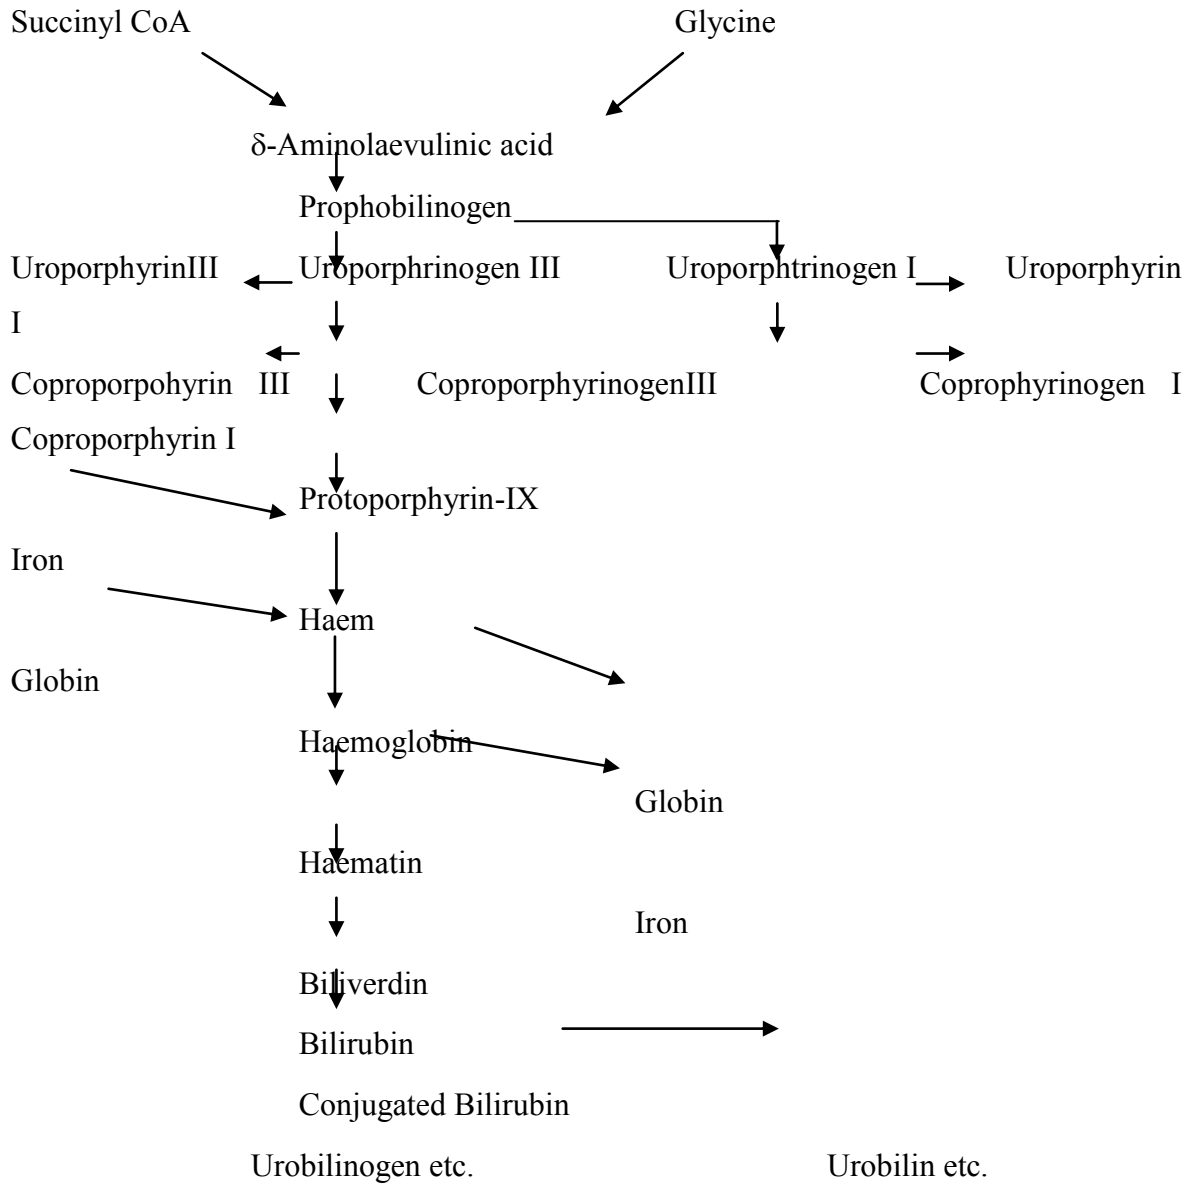 Succinyl CoA Glycine
δ-Aminolaevulinic acid
Prophobilinogen
UroporphyrinIII Uroporphrinogen III Uroporphtrinogen I Uroporphyrin
I
Coproporpohyrin III CoproporphyrinogenIII Coprophyrinogen I
Coproporphyrin I
Protoporphyrin-IX
Iron
Haem
Globin
Haemoglobin
Globin
Haematin
Iron
Biliverdin
Bilirubin
Conjugated Bilirubin
Urobilinogen etc. Urobilin etc.